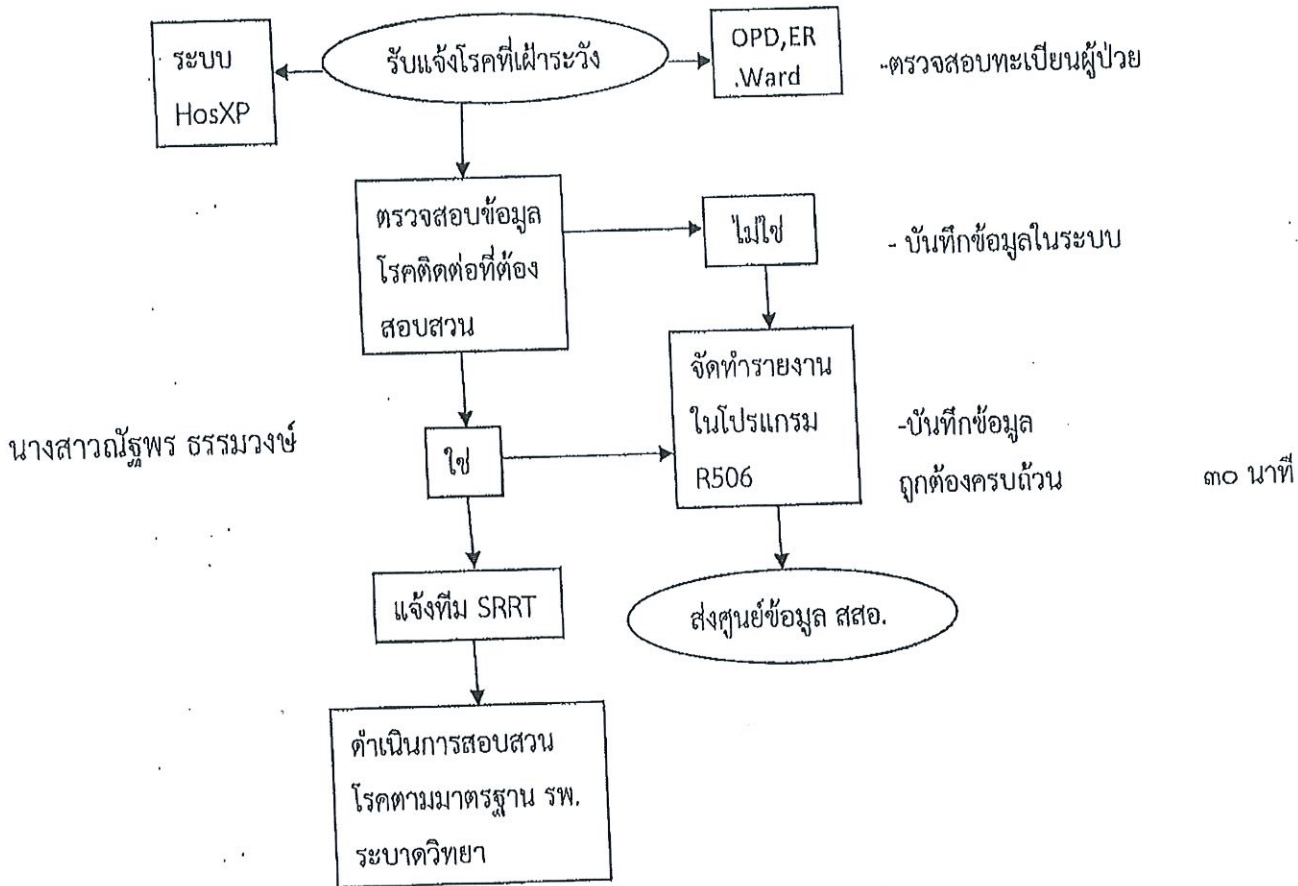 ระบบ
HosXP
รับแจ้งโรคที่เฝ้าระวัง
OPD,ER
.Ward
-ตรวจสอบทะเบียนผู้ป่วย
ตรวจสอบข้อมูล
โรคติดต่อที่ต้อง
สอบสวน
ไม่ใช่
- บันทึกข้อมูลในระบบ
จัดทำรายงาน
ในโปรแกรม
R506
นางสาวณัฐพร ธรรมวงษ์
ใช่
-บันทึกข้อมูล
ถูกต้องครบถ้วน
๓๐ นาที
แจ้งทีม SRRT
ส่งศูนย์ข้อมูล สสอ.
ดำเนินการสอบสวน
โรคตามมาตรฐาน รพ.
ระบาดวิทยา